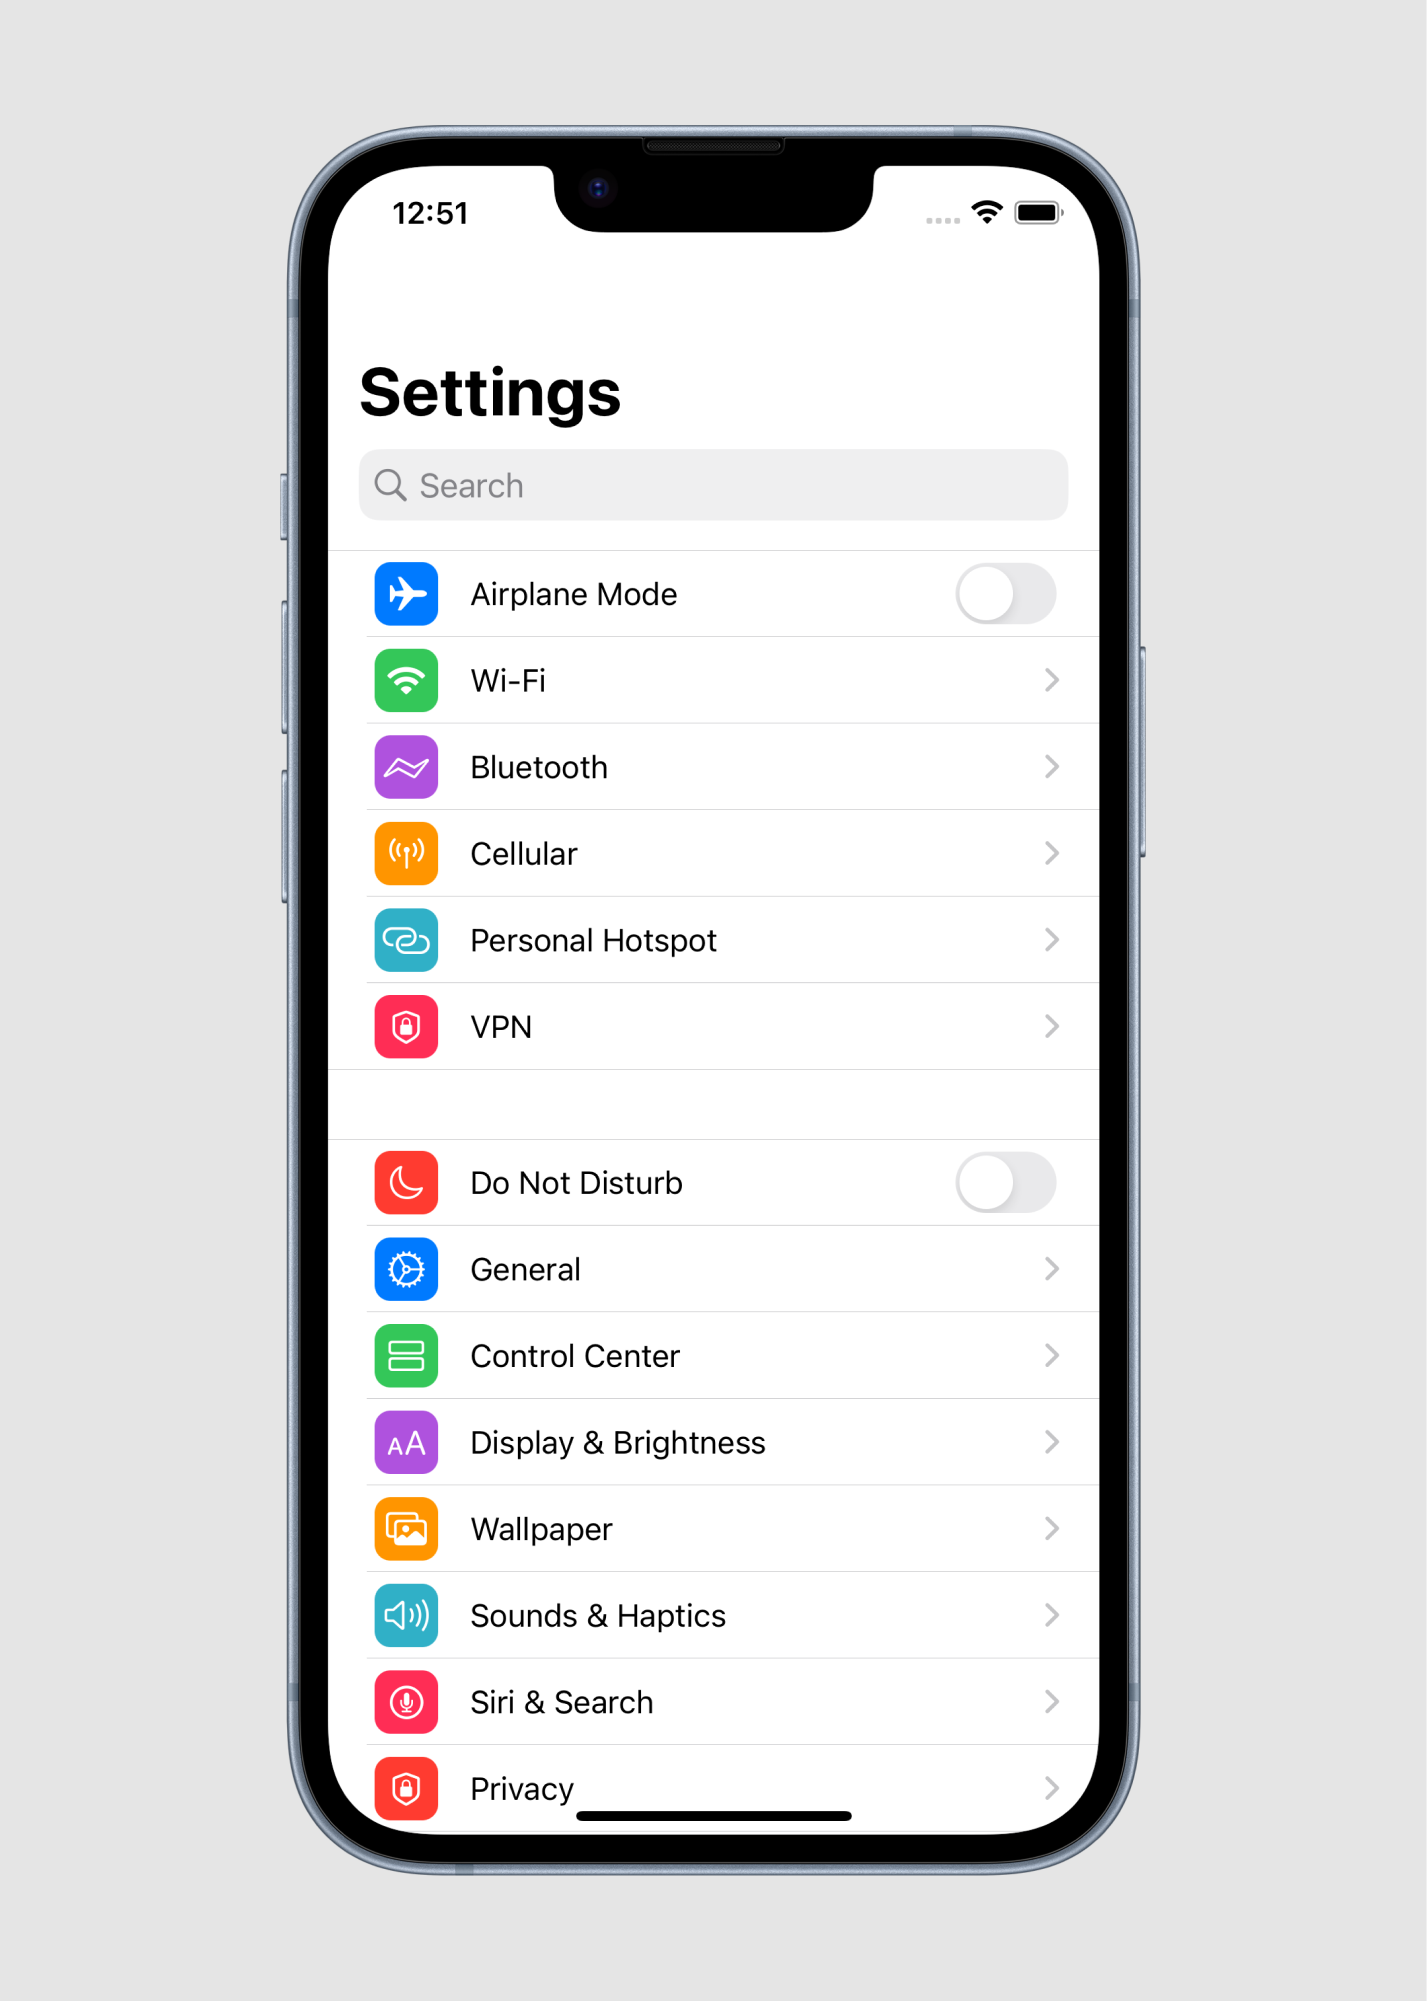 12:51
Settings
Search
Airplane Mode
Wi-Fi
Bluetooth
Cellular
Personal Hotspot
VPN
Do Not Disturb
General
Control Center
AA Display & Brightness
Wallpaper
Sounds & Haptics
Siri & Search
Privacy